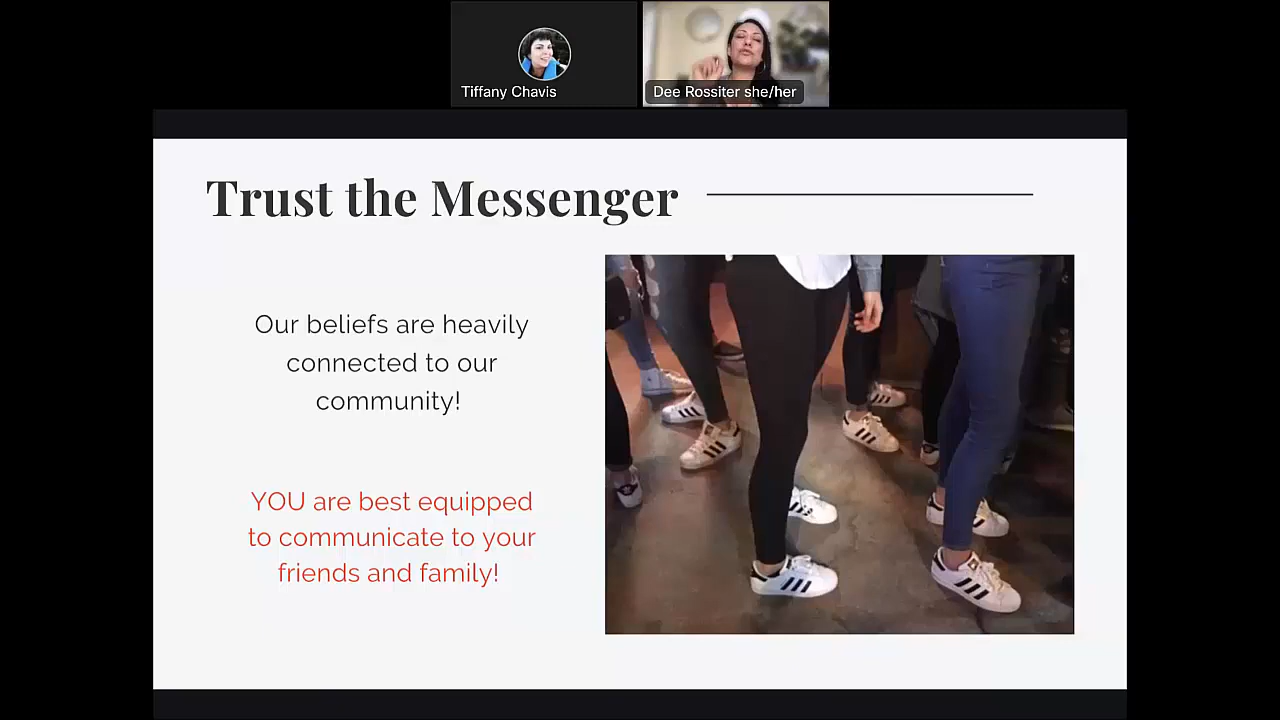 Tiffany Chavis
Dee Rossiter she/her
Trust the Messenger
Our beliefs are heavily
connected to our
community!
YOU are best equipped
to communicate to your
friends and family!